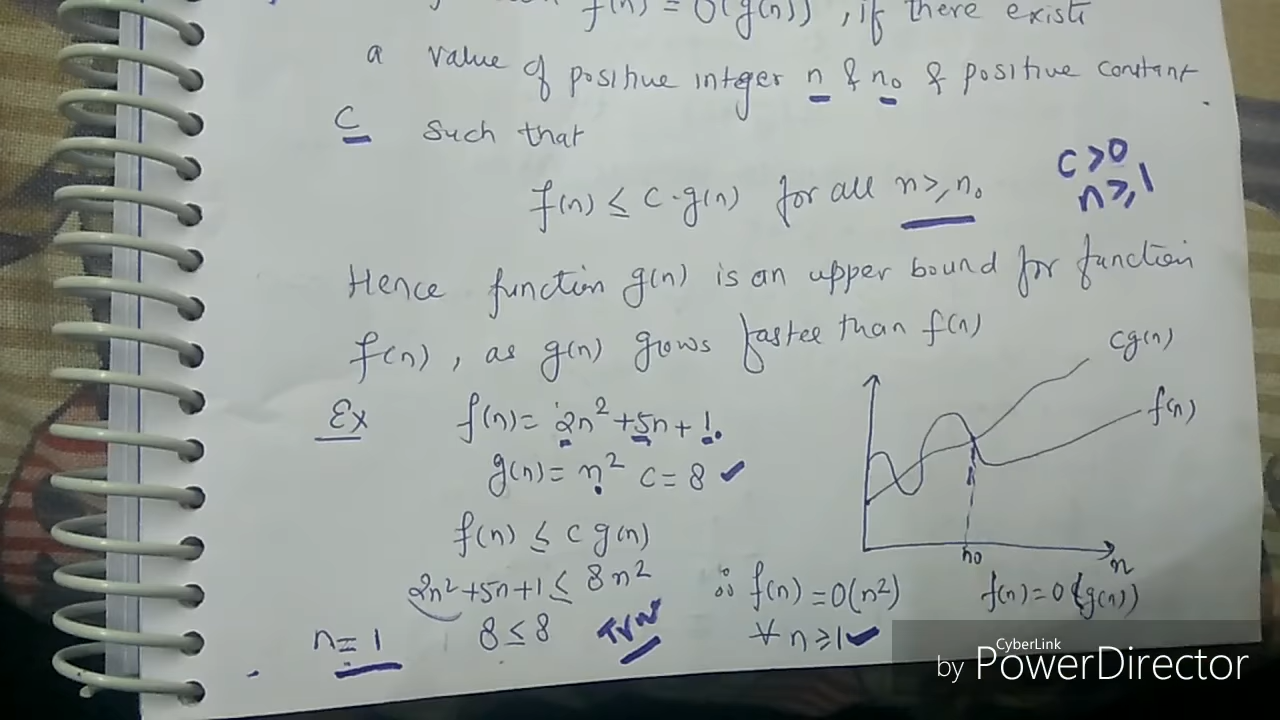 f(n) = O(g(n)) , if there exists
a value of positive integer n & n₀ & positive constant
C such that
f(n) ≤ c·g(n) for all n ≥ n₀
c>0
n≥1
Hence function g(n) is an upper bound for function
f(n), as g(n) grows faster than f(n)
Ex f(n) = 2n² + 5n + 1.
g(n) = n² c = 8 ✓
f(n) ≤ c g(n)
2n² + 5n + 1 ≤ 8n²
n = 1 8 ≤ 8
∴ f(n) = O(n²)
∀ n ≥ 1 ✓
cg(n)
f(n)
n₀
n
f(n) = O(g(n))
CyberLink
by PowerDirector